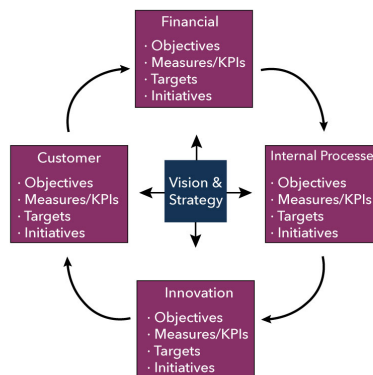 Financial
· Objectives
· Measures/KPIs
· Targets
· Initiatives
Customer
· Objectives
· Measures/KPIs
· Targets
· Initiatives
Vision &
Strategy
Internal Processe
· Objectives
· Measures/KPIs
· Targets
· Initiatives
Innovation
· Objectives
· Measures/KPIs
· Targets
· Initiatives